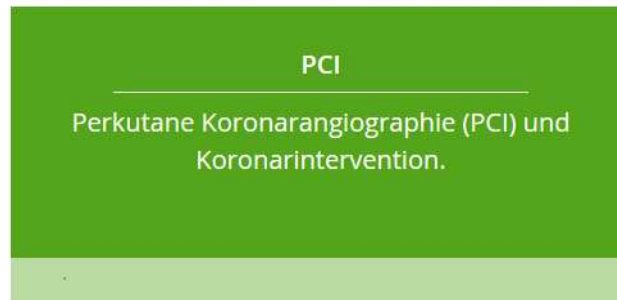 PCI
Perkutane Koronarangiographie (PCI) und
Koronarintervention.